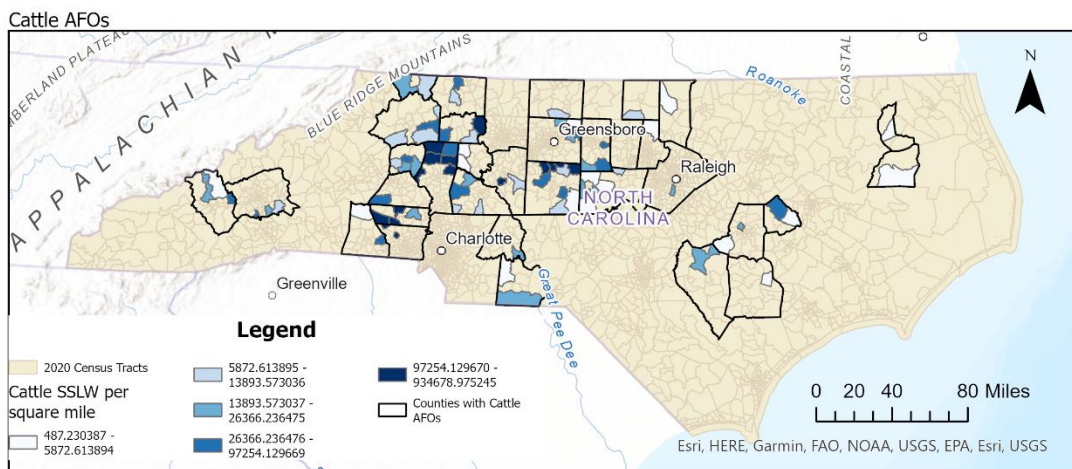 Cattle AFOs
MBERLAND PLATEAU
APPALACHIAN M
BLUE RIDGE MOUNTAINS
Roanoke
COASTAL
N
Greensboro
Raleigh
NORTH
CAROLINA
Charlotte
Greenville
Great Pee Dee
Legend
2020 Census Tracts
Cattle SSLW per
square mile
487.230387 -
5872.613894
5872.613895 -
13893.573036
13893.573037 -
26366.236475
26366.236476 -
97254.129669
97254.129670 -
934678.975245
Counties with Cattle
AFOs
0 20 40 80 Miles
Esri, HERE, Garmin, FAO, NOAA, USGS, EPA, Esri, USGS